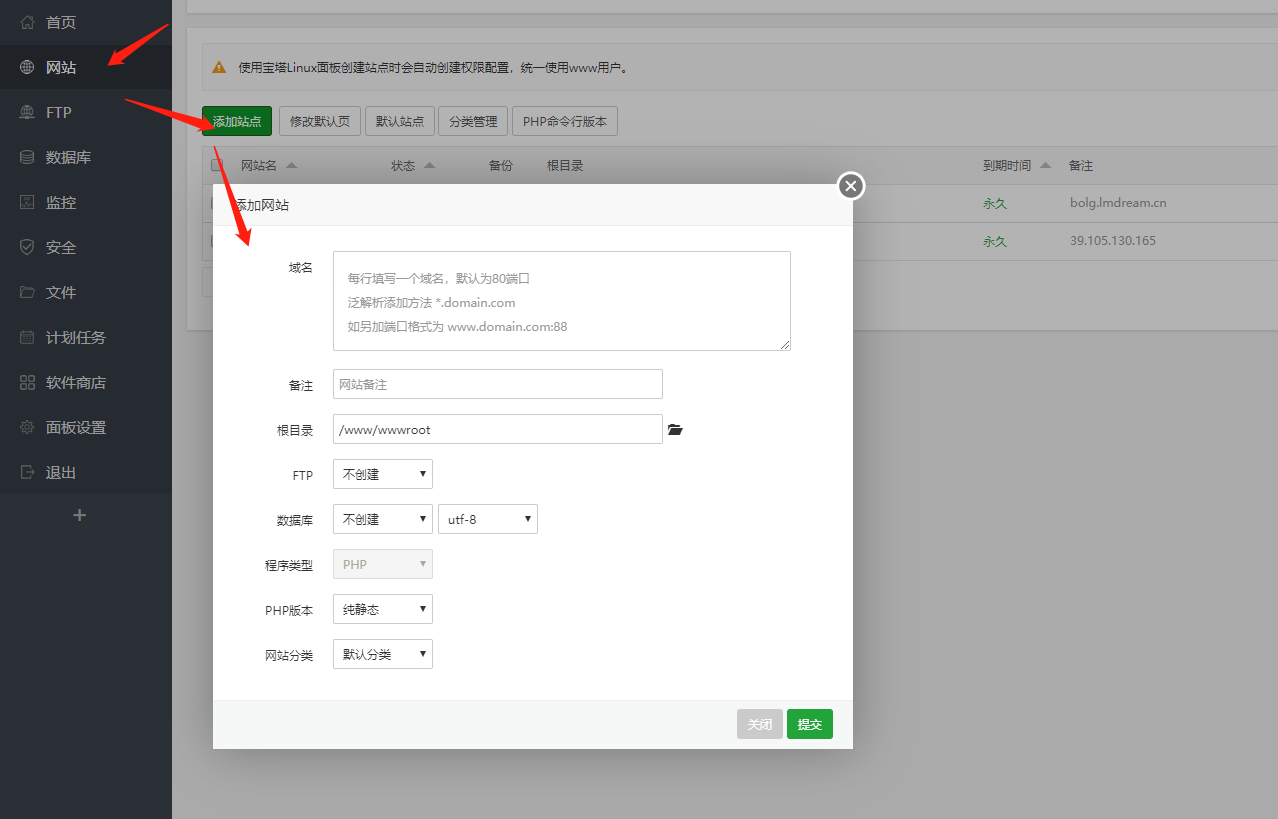 首页
网站
FTP
数据库
监控
安全
文件
计划任务
软件商店
面板设置
退出
+
使用宝塔Linux面板创建站点时会自动创建权限配置，统一使用www用户。
添加站点 修改默认页 默认站点 分类管理 PHP命令行版本
网站名 状态 备份 根目录 到期时间 备注
永久 bolg.lmdream.cn
永久 39.105.130.165
添加网站
域名
每行填写一个域名，默认为80端口
泛解析添加方法 *.domain.com
如另加端口格式为 www.domain.com:88
备注 网站备注
根目录 /www/wwwroot
FTP 不创建
数据库 不创建 utf-8
程序类型 PHP
PHP版本 纯静态
网站分类 默认分类
关闭 提交